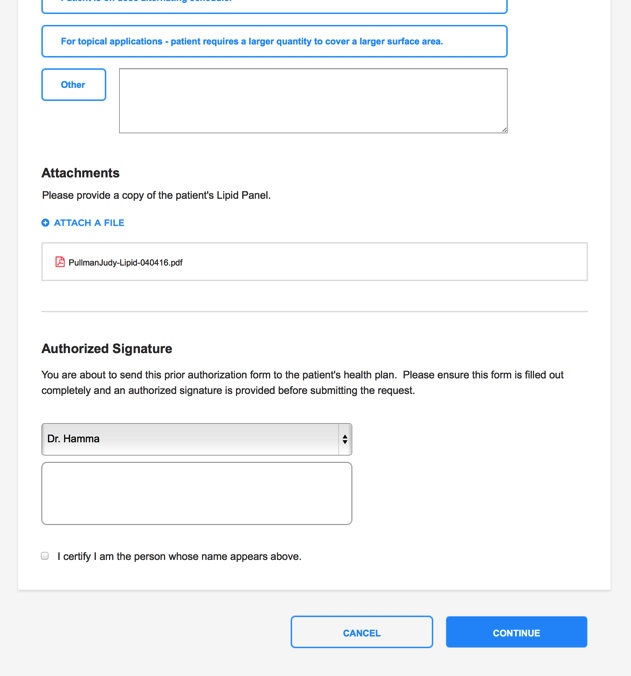 For topical applications - patient requires a larger quantity to cover a larger surface area.
Other
Attachments
Please provide a copy of the patient's Lipid Panel.
ATTACH A FILE
PullmanJudy-Lipid-040416.pdf
Authorized Signature
You are about to send this prior authorization form to the patient's health plan.  Please ensure this form is filled out
completely and an authorized signature is provided before submitting the request.
Dr. Hamma
I certify I am the person whose name appears above.
CANCEL
CONTINUE